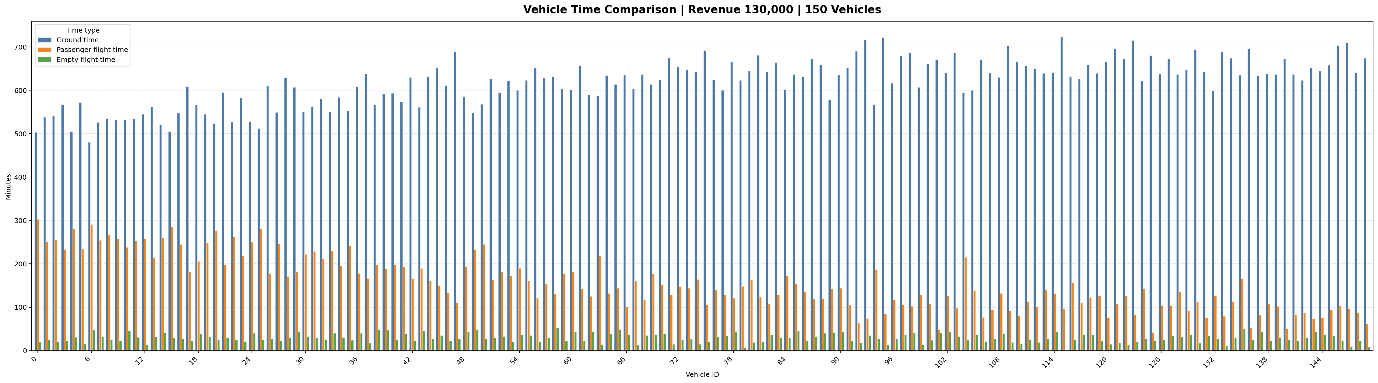 Vehicle Time Comparison | Revenue 130,000 | 150 Vehicles
Time type
Ground time
Passenger flight time
Empty flight time
Minutes
700
600
500
400
300
200
100
0
0 6 12 18 24 30 36 42 48 54 60 66 72 78 84 90 96 102 108 114 120 126 132 138 144
Vehicle ID